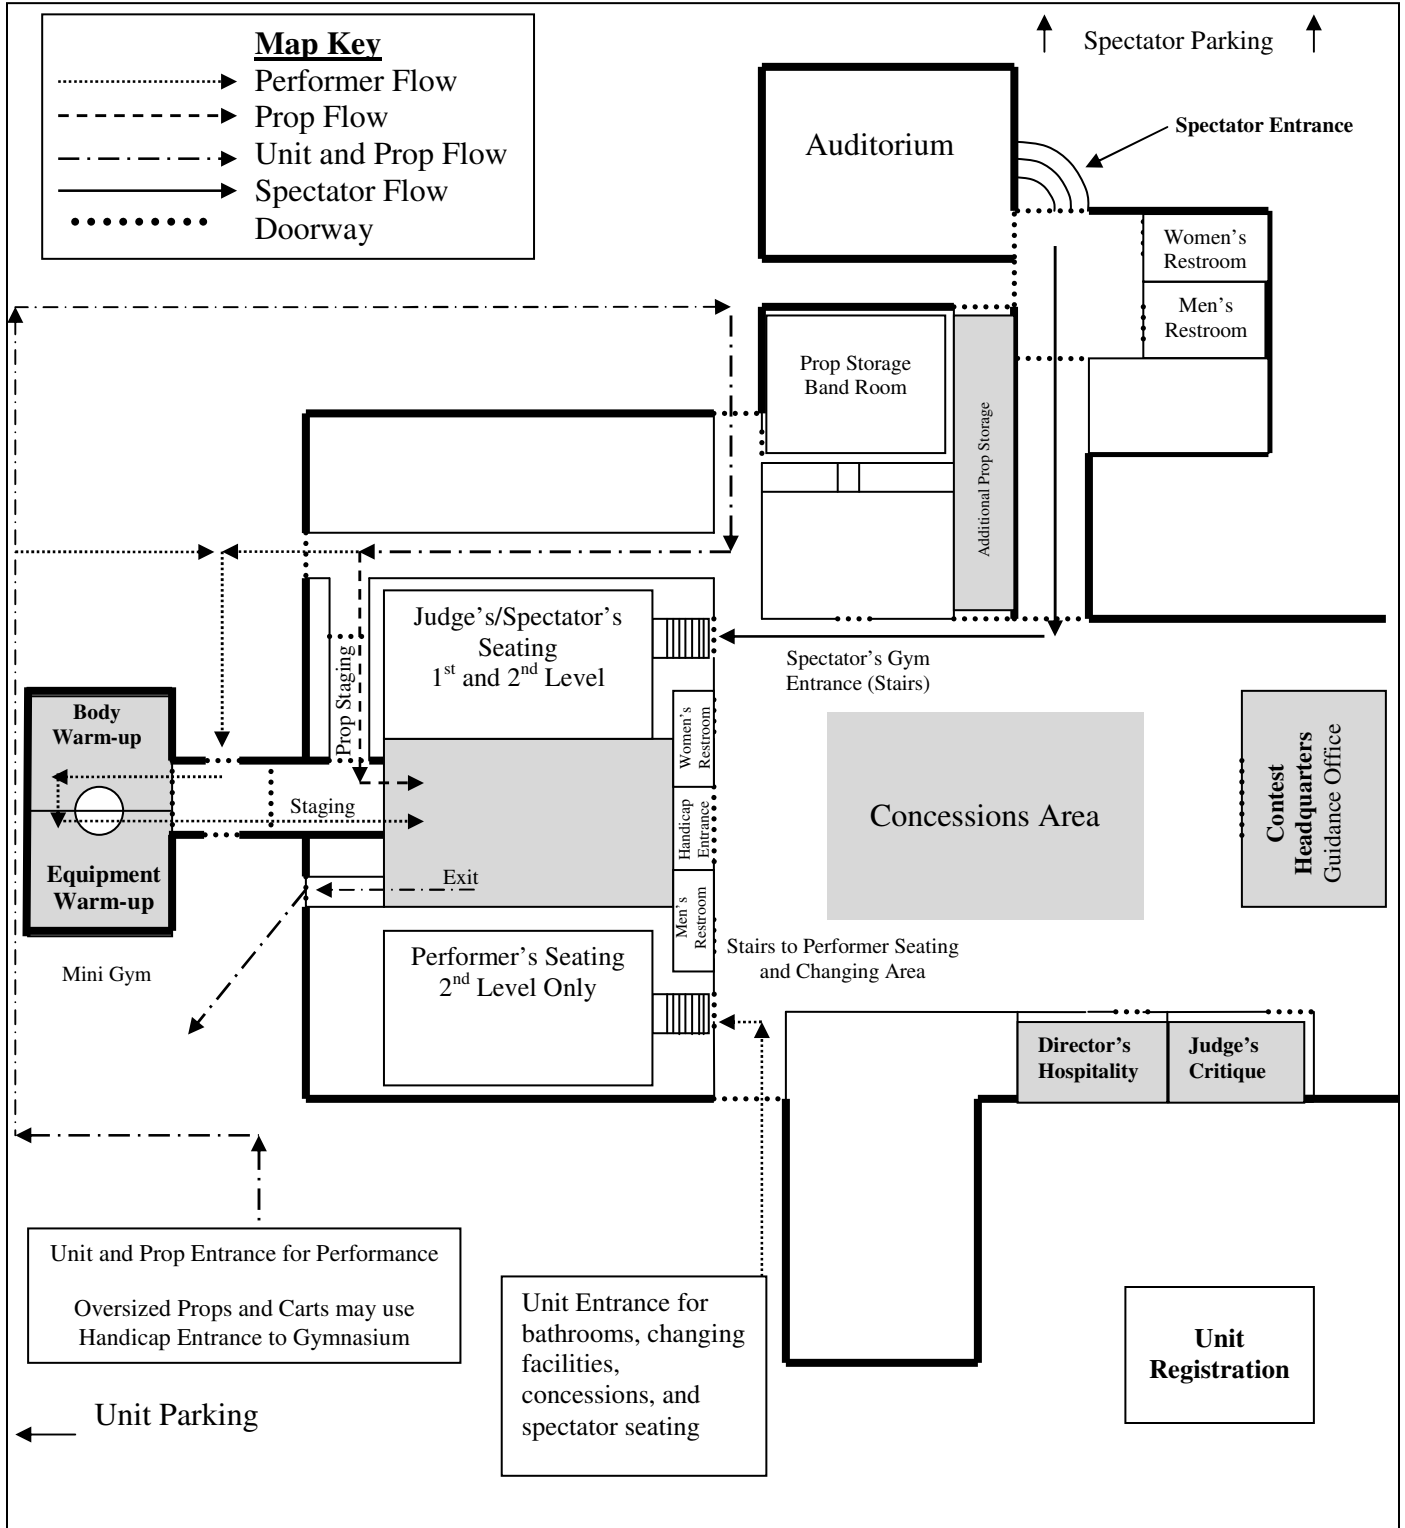 Map Key
Performer Flow
Prop Flow
Unit and Prop Flow
Spectator Flow
Doorway
Spectator Parking
Spectator Entrance
Auditorium
Women's
Restroom
Men's
Restroom
Prop Storage
Band Room
Additional Prop Storage
Judge's/Spectator's
Seating
1st and 2nd Level
Prop Staging
Spectator's Gym
Entrance (Stairs)
Body
Warm-up
Staging
Women's
Restroom
Handicap
Entrance
Men's
Restroom
Concessions Area
Contest
Headquarters
Guidance Office
Equipment
Warm-up
Exit
Mini Gym
Performer's Seating
2nd Level Only
Stairs to Performer Seating
and Changing Area
Director's
Hospitality
Judge's
Critique
Unit and Prop Entrance for Performance
Oversized Props and Carts may use
Handicap Entrance to Gymnasium
Unit Entrance for
bathrooms, changing
facilities,
concessions, and
spectator seating
Unit
Registration
Unit Parking